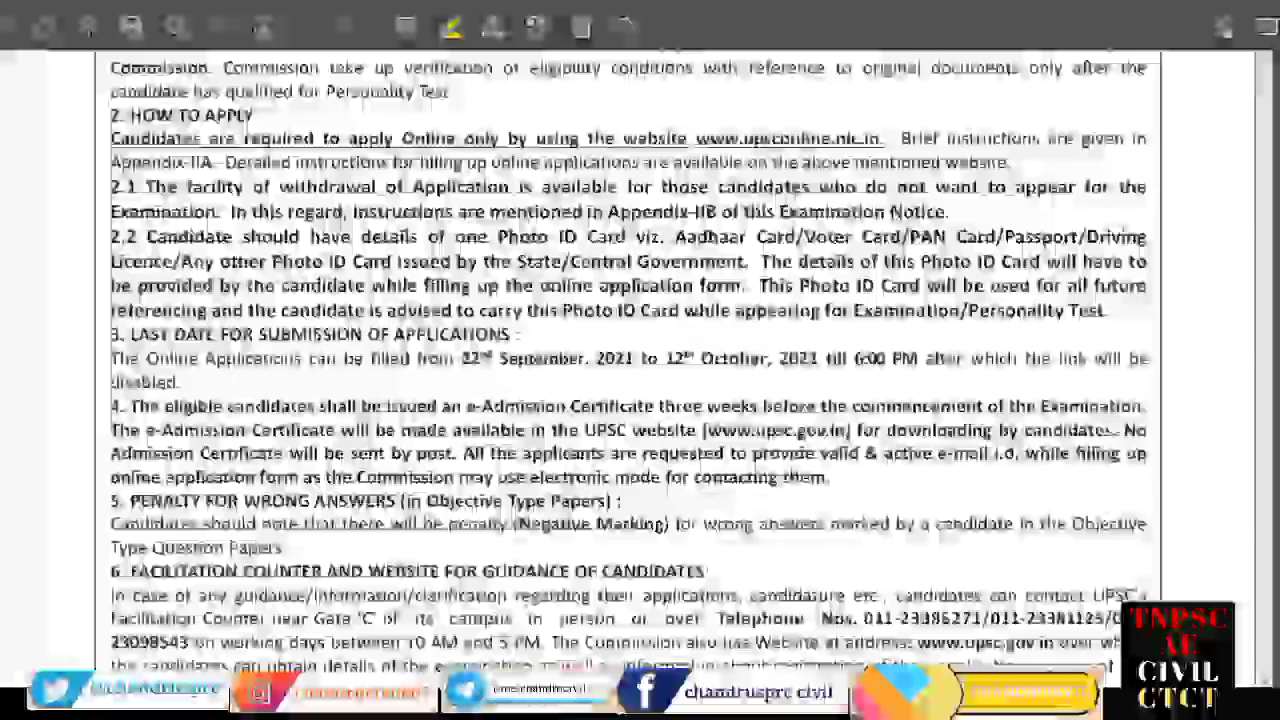 Commission. Commission take up verification of eligibility conditions with reference to original documents only after the
candidate has qualified for Personality Test
2. HOW TO APPLY
Candidates are required to apply Online only by using the website www.upsconline.nic.in. Brief instructions are given in
Appendix-IIA. Detailed instructions for filling up online applications are available on the above mentioned website.
2.1 The facility of withdrawal of Application is available for those candidates who do not want to appear for the
Examination. In this regard, instructions are mentioned in Appendix-IIB of this Examination Notice.
2.2 Candidate should have details of one Photo ID Card viz. Aadhaar Card/Voter Card/PAN Card/Passport/Driving
Licence/Any other Photo ID Card issued by the State/Central Government. The details of this Photo ID Card will have to
be provided by the candidate while filling up the online application form. This Photo ID Card will be used for all future
referencing and the candidate is advised to carry this Photo ID Card while appearing for Examination/Personality Test.
3. LAST DATE FOR SUBMISSION OF APPLICATIONS :
The Online Applications can be filled from September, 2021 to 12th October, 2021 till 6:00 PM after which the link will be
disabled.
4. The eligible candidates shall be issued an e-Admission Certificate three weeks before the commencement of the Examination.
The e-Admission Certificate will be made available in the UPSC website (www.upsc.gov.in) for downloading by candidates. No
Admission Certificate will be sent by post. All the applicants are requested to provide valid & active e-mail i.d. while filling up
online application form as the Commission may use electronic mode for contacting them.
5. PENALTY FOR WRONG ANSWERS (in Objective Type Papers) :
Candidates should note that there will be penalty (Negative Marking) for wrong answers marked by a candidate in the Objective
Type Question Papers
6. FACILITATION COUNTER AND WEBSITE FOR GUIDANCE OF CANDIDATES
In case of any guidance/information/clarification regarding their applications, candidature etc., candidates can contact UPSC's
Facilitation Counter near Gate 'C' of its campus in person or over Telephone Nos. 011-23385271/011-23381125/
23098543 on working days between 10 AM and 5 PM. The Commission also has Website at address www.upsc.gov.in over
the candidates can obtain details of the
chandruspre civil
TNPSC
AE
CIVIL
CTCT